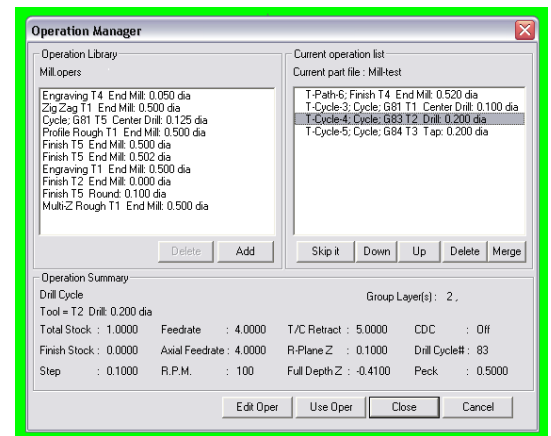 Operation Manager
Operation Library
Mill.opers
Engraving T4 End Mill: 0.050 dia
Zig Zag T1 End Mill: 0.500 dia
Cycle; G81 T5 Center Drill: 0.125 dia
Profile Rough T1 End Mill: 0.500 dia
Finish T5 End Mill: 0.500 dia
Finish T5 End Mill: 0.502 dia
Engraving T1 End Mill: 0.500 dia
Finish T2 End Mill: 0.000 dia
Finish T5 Round: 0.100 dia
Multi-Z Rough T1 End Mill: 0.500 dia
Delete Add
Current operation list
Current part file : Mill-test
T-Path-6; Finish T4 End Mill: 0.520 dia
T-Cycle-3; Cycle; G81 T1 Center Drill: 0.100 dia
T-Cycle-4; Cycle; G83 T2 Drill: 0.200 dia
T-Cycle-5; Cycle; G84 T3 Tap: 0.200 dia
Skip it Down Up Delete Merge
Operation Summary
Drill Cycle Group Layer(s) : 2 ,
Tool = T2 Drill: 0.200 dia
Total Stock : 1.0000 Feedrate : 4.0000 T/C Retract : 5.0000 CDC : Off
Finish Stock : 0.0000 Axial Feedrate : 4.0000 R-Plane Z : 0.1000 Drill Cycle# : 83
Step : 0.1000 R.P.M. : 100 Full Depth Z : -0.4100 Peck : 0.5000
Edit Oper Use Oper Close Cancel